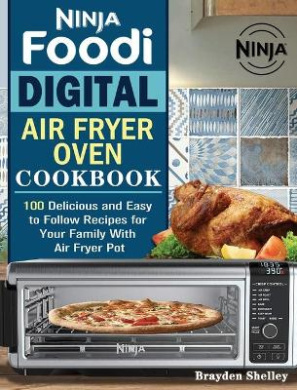 NINJA
Foodi
NINJA
DIGITAL
AIR FRYER
OVEN
COOKBOOK
100 Delicious and Easy
to Follow Recipes for
Your Family With
Air Fryer Pot
390
NINJA
Brayden Shelley